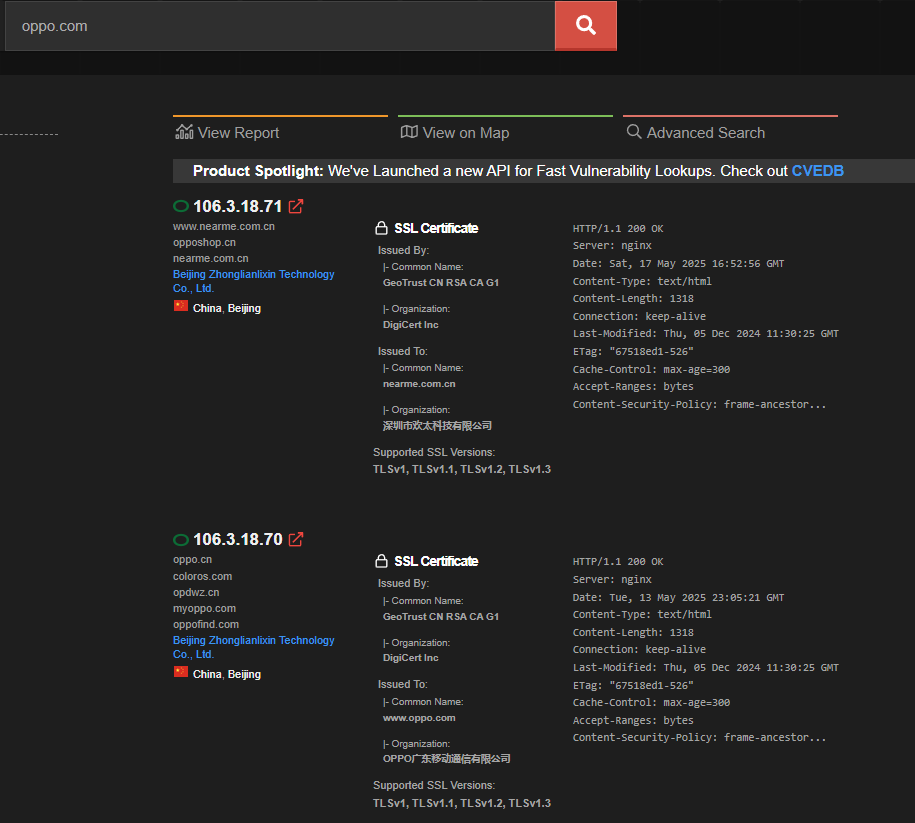 oppo.com
View Report
View on Map
Advanced Search
Product Spotlight: We've Launched a new API for Fast Vulnerability Lookups. Check out CVEDB
106.3.18.71
www.nearme.com.cn
opposhop.cn
nearme.com.cn
Beijing Zhonglianlixin Technology
Co., Ltd.
China, Beijing
SSL Certificate
Issued By:
|- Common Name:
GeoTrust CN RSA CA G1
|- Organization:
DigiCert Inc
Issued To:
|- Common Name:
nearme.com.cn
|- Organization:
深圳市欢太科技有限公司
Supported SSL Versions:
TLSv1, TLSv1.1, TLSv1.2, TLSv1.3
HTTP/1.1 200 OK
Server: nginx
Date: Sat, 17 May 2025 16:52:56 GMT
Content-Type: text/html
Content-Length: 1318
Connection: keep-alive
Last-Modified: Thu, 05 Dec 2024 11:30:25 GMT
ETag: "67518ed1-526"
Cache-Control: max-age=300
Accept-Ranges: bytes
Content-Security-Policy: frame-ancestor...
106.3.18.70
oppo.cn
coloros.com
opdwz.cn
myoppo.com
oppofind.com
Beijing Zhonglianlixin Technology
Co., Ltd.
China, Beijing
SSL Certificate
Issued By:
|- Common Name:
GeoTrust CN RSA CA G1
|- Organization:
DigiCert Inc
Issued To:
|- Common Name:
www.oppo.com
|- Organization:
OPPO广东移动通信有限公司
Supported SSL Versions:
TLSv1, TLSv1.1, TLSv1.2, TLSv1.3
HTTP/1.1 200 OK
Server: nginx
Date: Tue, 13 May 2025 23:05:21 GMT
Content-Type: text/html
Content-Length: 1318
Connection: keep-alive
Last-Modified: Thu, 05 Dec 2024 11:30:25 GMT
ETag: "67518ed1-526"
Cache-Control: max-age=300
Accept-Ranges: bytes
Content-Security-Policy: frame-ancestor...